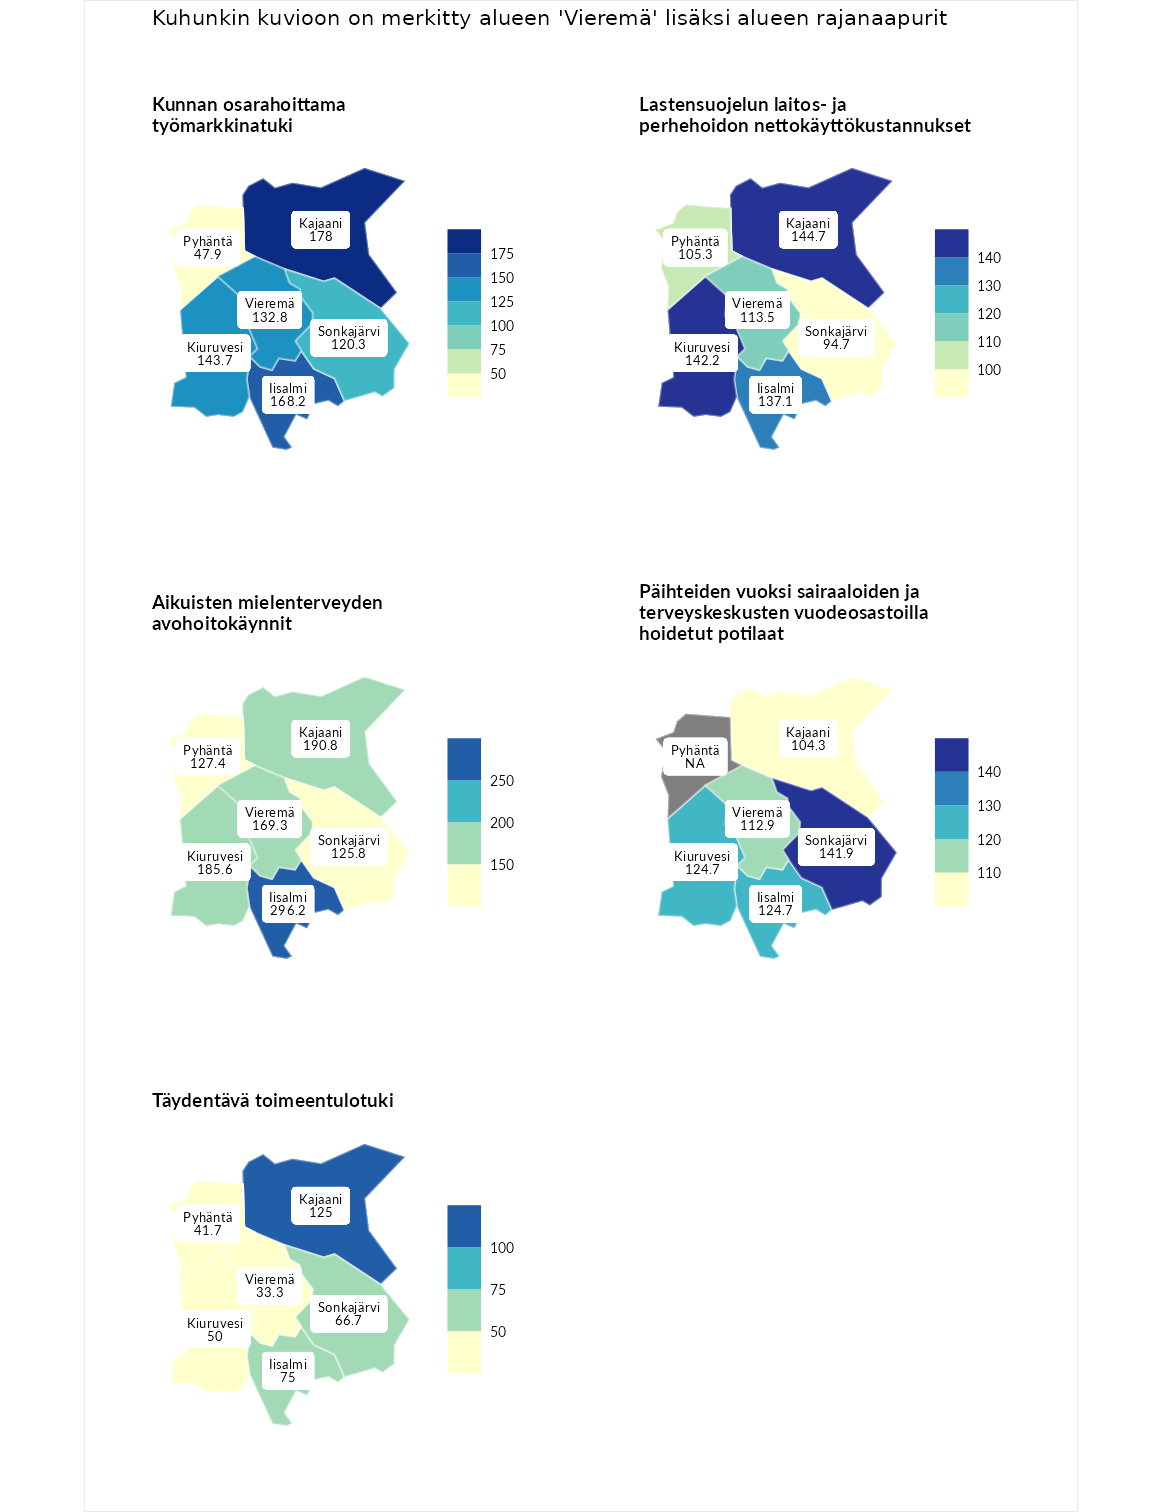 Kuhunkin kuvioon on merkitty alueen 'Vieremä' lisäksi alueen rajanaapurit
Kunnan osarahoittama
työmarkkinatuki
Kajaani
178
Pyhäntä
47.9
Vieremä
132.8
Sonkajärvi
120.3
Kiuruvesi
143.7
Iisalmi
168.2
175
150
125
100
75
50
Lastensuojelun laitos- ja
perhehoidon nettokäyttökustannukset
Kajaani
144.7
Pyhäntä
105.3
Vieremä
113.5
Sonkajärvi
94.7
Kiuruvesi
142.2
Iisalmi
137.1
140
130
120
110
100
Aikuisten mielenterveyden
avohoitokäynnit
Kajaani
190.8
Pyhäntä
127.4
Vieremä
169.3
Sonkajärvi
125.8
Kiuruvesi
185.6
Iisalmi
296.2
250
200
150
Päihteiden vuoksi sairaaloiden ja
terveyskeskusten vuodeosastoilla
hoidetut potilaat
Kajaani
104.3
Pyhäntä
NA
Vieremä
112.9
Sonkajärvi
141.9
Kiuruvesi
124.7
Iisalmi
124.7
140
130
120
110
Täydentävä toimeentulotuki
Kajaani
125
Pyhäntä
41.7
Vieremä
33.3
Sonkajärvi
66.7
Kiuruvesi
50
Iisalmi
75
100
75
50